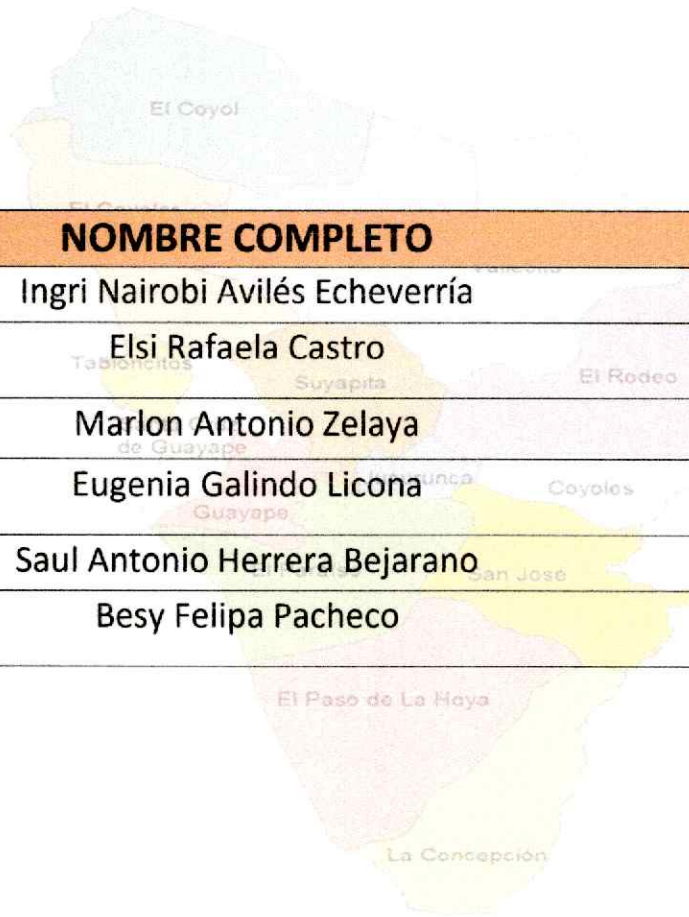 El Coyol
NOMBRE COMPLETO
Ingri Nairobi Avilés Echeverría
Elsi Rafaela Castro
Tabloncitos
Suyapita
El Rodeo
Marlon Antonio Zelaya
de Guayape
Eugenia Galindo Licona
Coyoles
Guayape
Saul Antonio Herrera Bejarano
San José
Besy Felipa Pacheco
El Paso de La Hoya
La Concepción